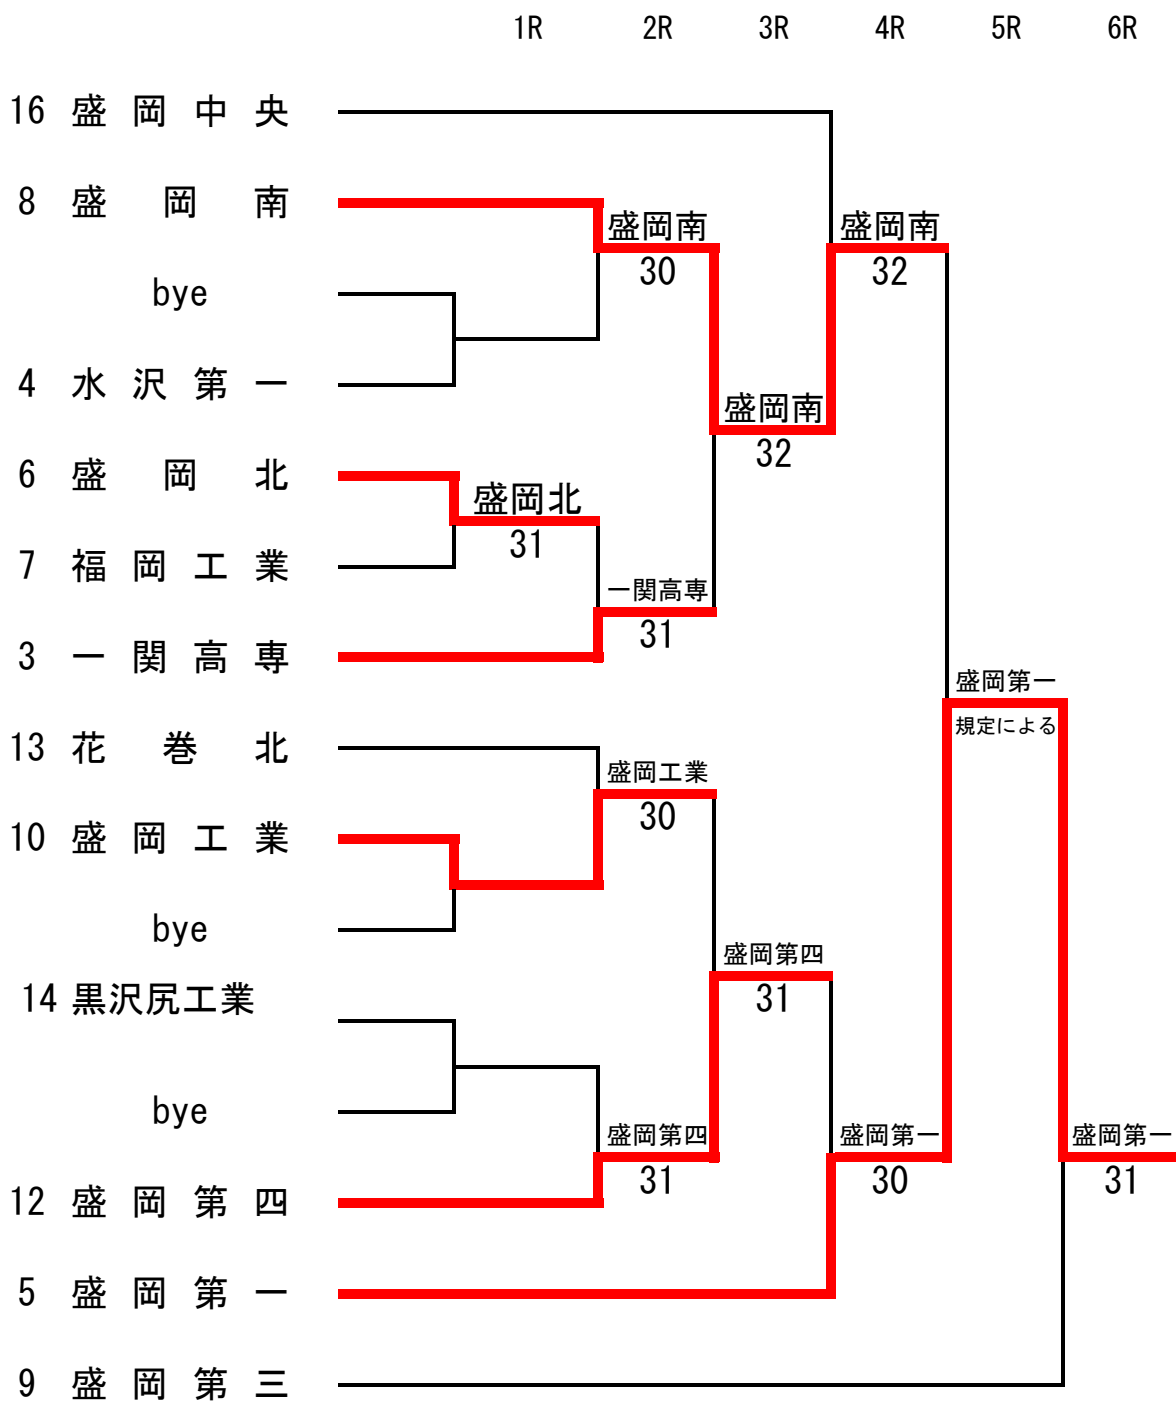 1R 2R 3R 4R 5R 6R
16 盛岡中央
8 盛岡南
盛岡南 盛岡南
30 32
bye
4 水沢第一
盛岡南
32
6 盛岡北
盛岡北
31
7 福岡工業
一関高専
31
3 一関高専
盛岡第一
規定による
13 花巻北
盛岡工業
30
10 盛岡工業
bye
盛岡第四
31
14 黒沢尻工業
bye
盛岡第四 盛岡第一 盛岡第一
31 30 31
12 盛岡第四
5 盛岡第一
9 盛岡第三